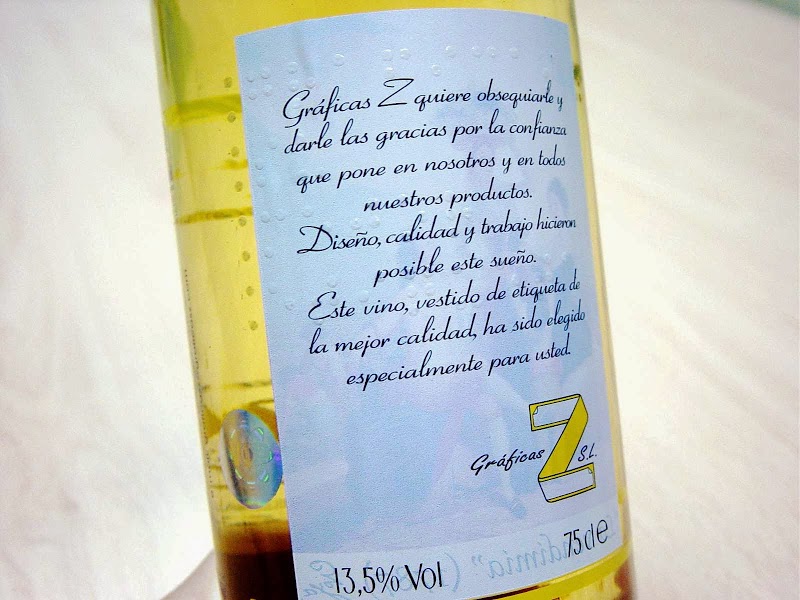 Gráficas Z quiere obsequiarle y
darle las gracias por la confianza
que pone en nosotros y en todos
nuestros productos.
Diseño, calidad y trabajo hicieron
posible este sueño.
Este vino, vestido de etiqueta de
la mejor calidad, ha sido elegido
especialmente para usted.
Gráficas Z S.L.
13,5% Vol 75 cl e